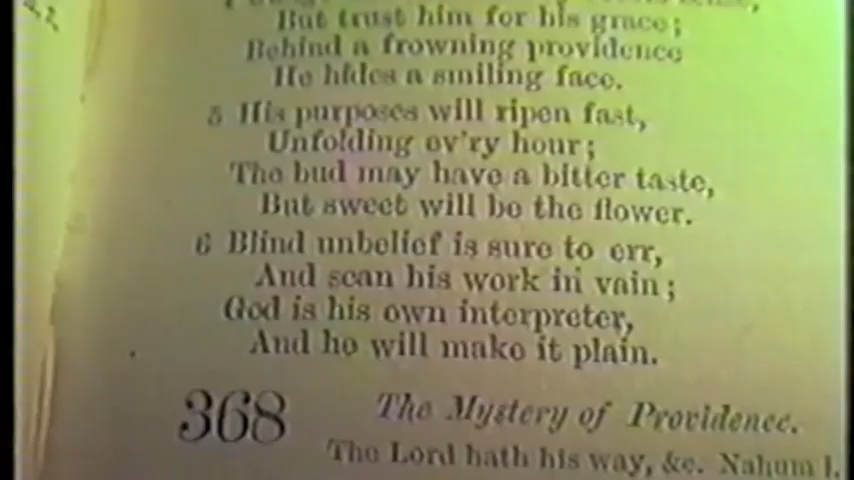 But trust him for his grace;
Behind a frowning providence
He hides a smiling face.
5 His purposes will ripen fast,
Unfolding ev'ry hour;
The bud may have a bitter taste,
But sweet will be the flower.
6 Blind unbelief is sure to err,
And scan his work in vain;
God is his own interpreter,
And he will make it plain.
368 The Mystery of Providence.
The Lord hath his way, &c. Nahum 1.